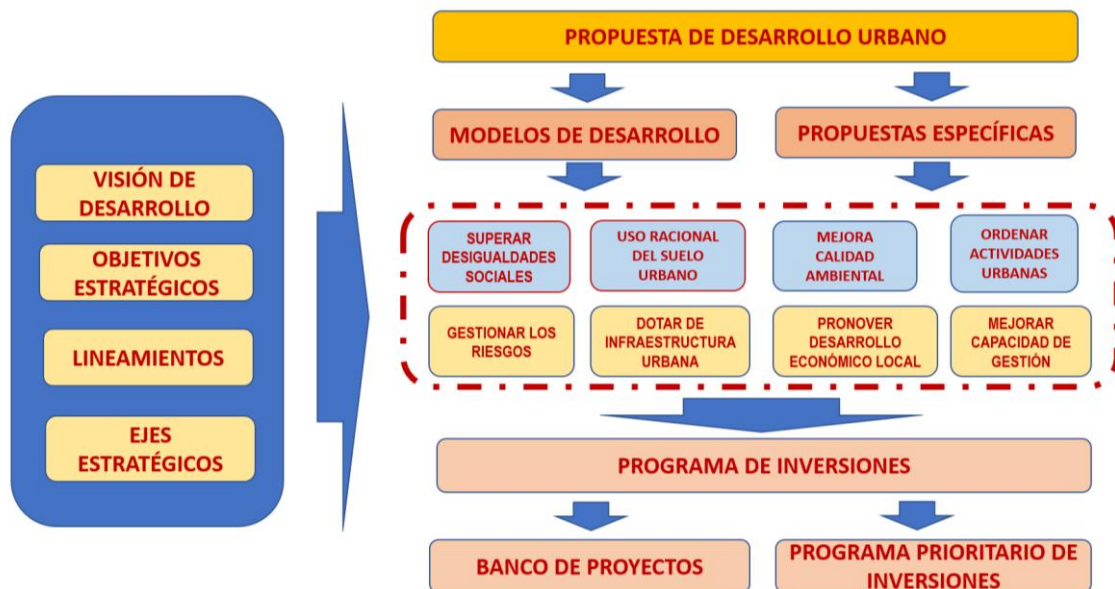 PROPUESTA DE DESARROLLO URBANO
MODELOS DE DESARROLLO
PROPUESTAS ESPECÍFICAS
VISIÓN DE
DESARROLLO
OBJETIVOS
ESTRATÉGICOS
LINEAMIENTOS
EJES
ESTRATÉGICOS
SUPERAR
DESIGUALDADES
SOCIALES
USO RACIONAL
DEL SUELO
URBANO
MEJORA
CALIDAD
AMBIENTAL
ORDENAR
ACTIVIDADES
URBANAS
GESTIONAR LOS
RIESGOS
DOTAR DE
INFRAESTRUCTURA
URBANA
PRONOVER
DESARROLLO
ECONÓMICO LOCAL
MEJORAR
CAPACIDAD DE
GESTIÓN
PROGRAMA DE INVERSIONES
BANCO DE PROYECTOS
PROGRAMA PRIORITARIO DE
INVERSIONES